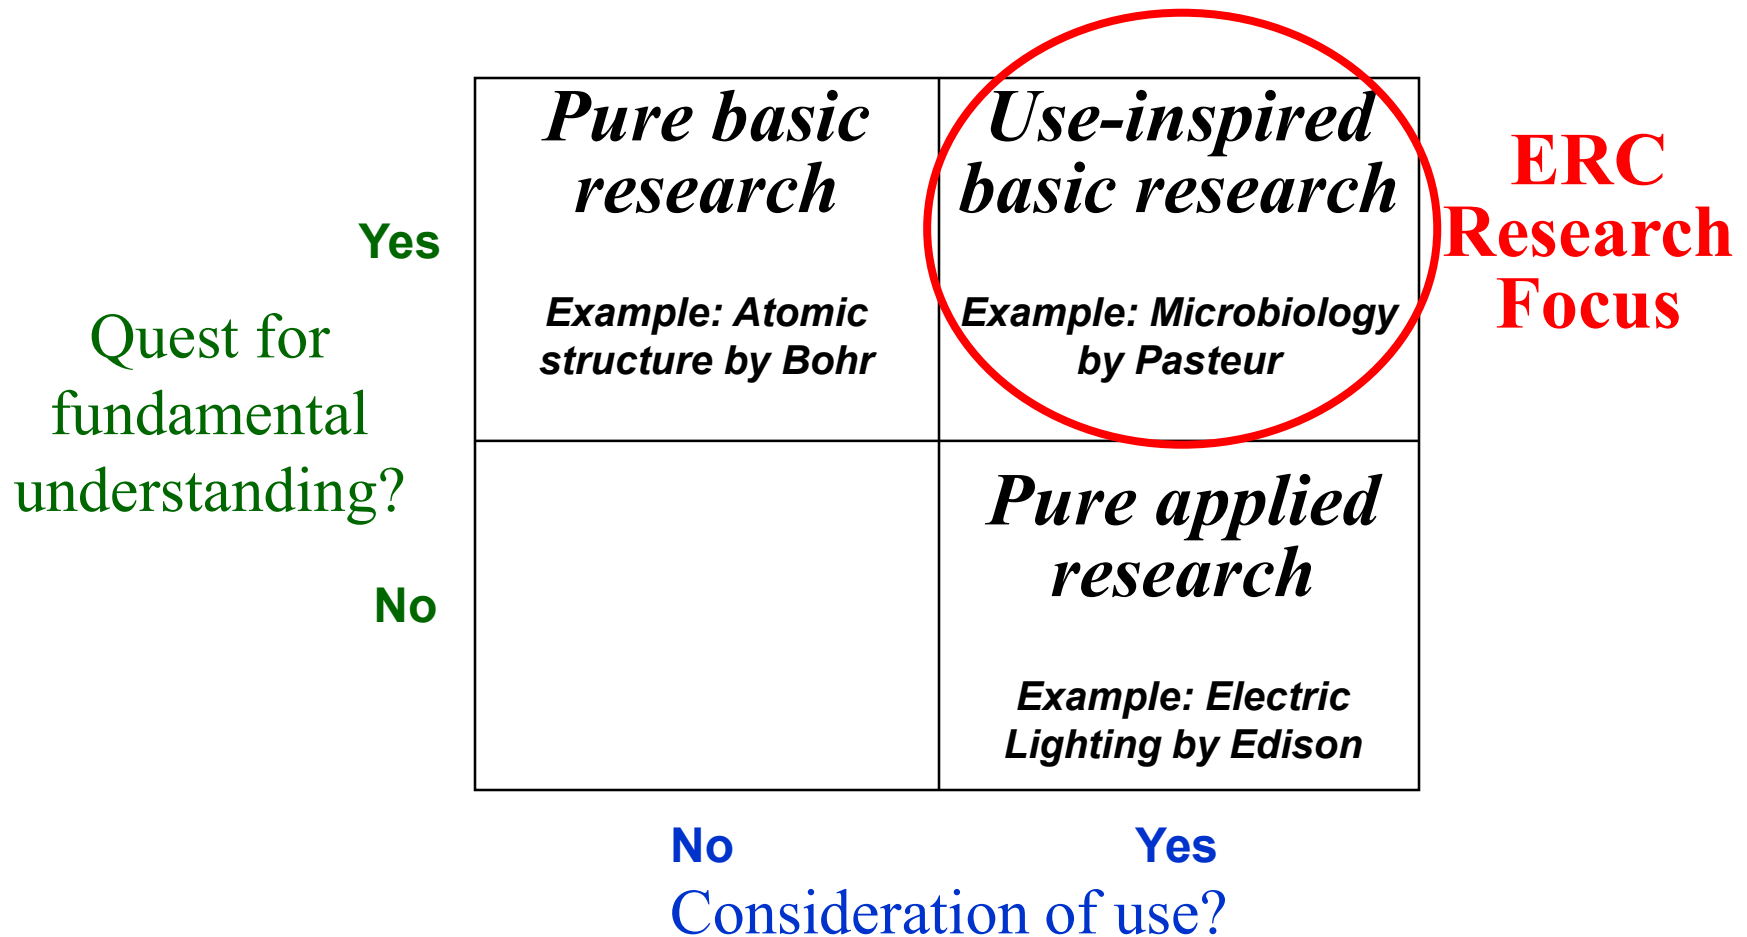 Pure basic
research
Example: Atomic
structure by Bohr
Use-inspired
basic research
Example: Microbiology
by Pasteur
ERC
Research
Focus
Yes
Quest for
fundamental
understanding?
No
Pure applied
research
Example: Electric
Lighting by Edison
No
Yes
Consideration of use?